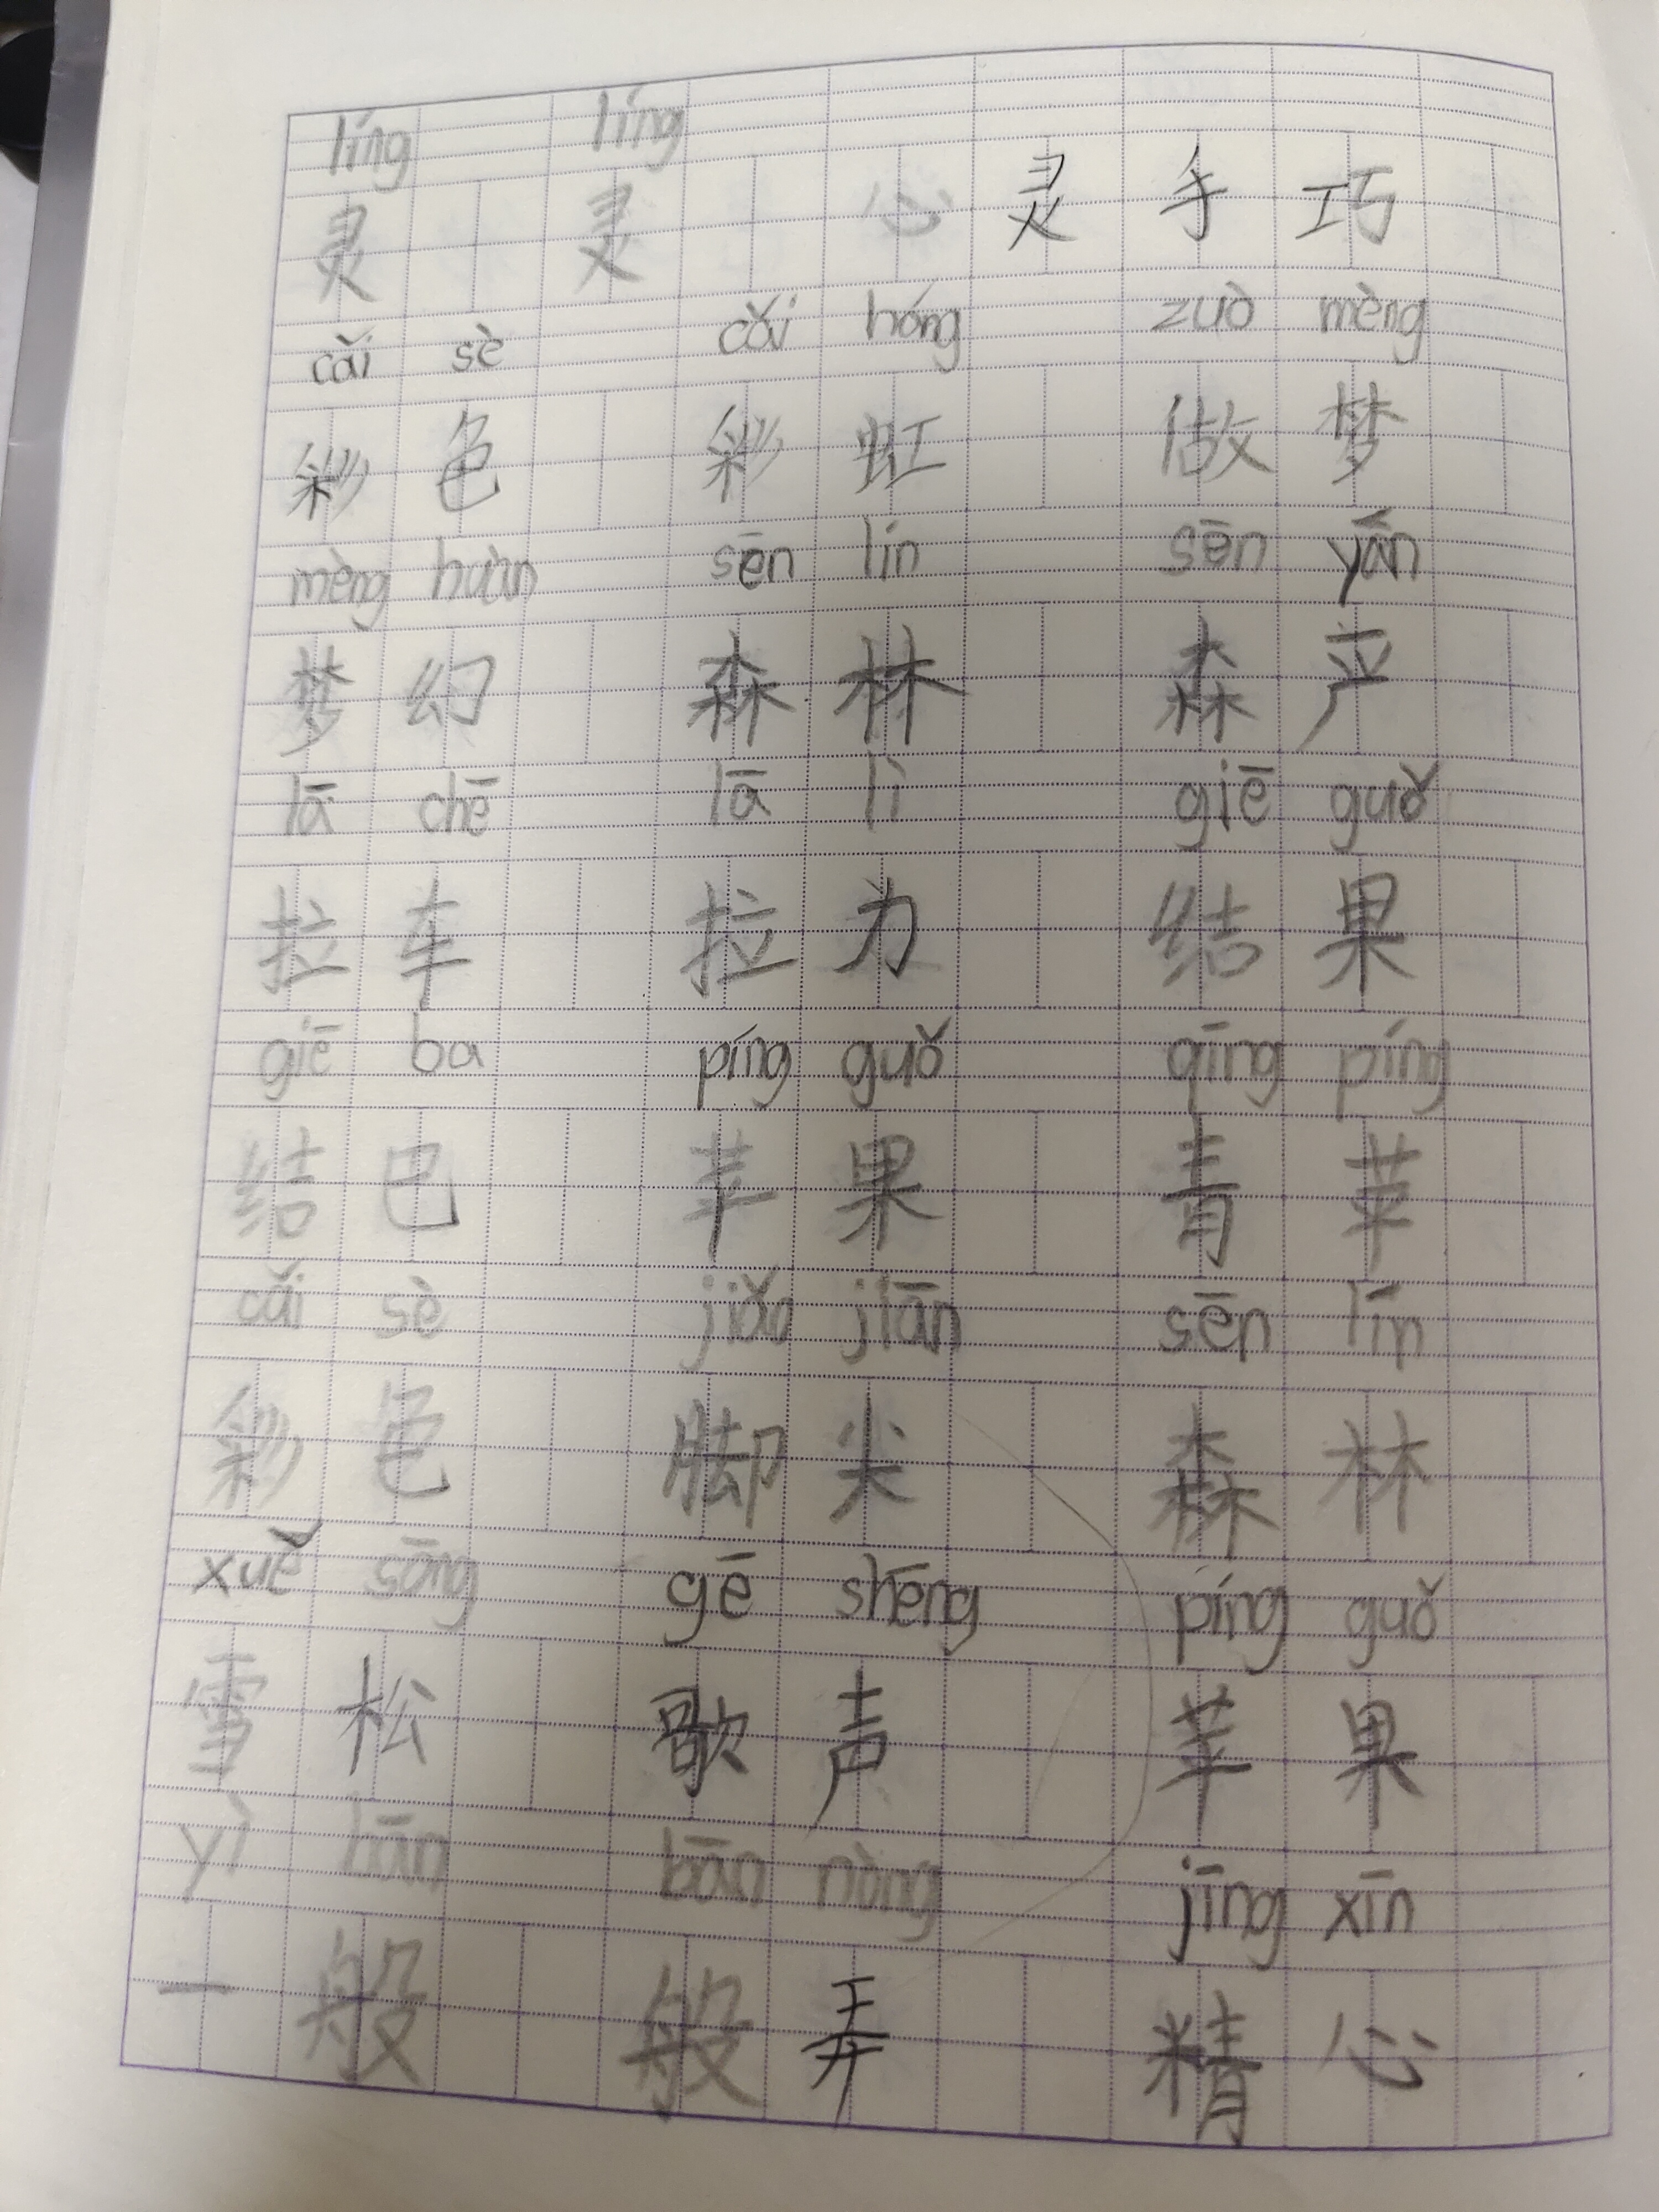 líng líng
灵 灵 心灵手巧
cǎi sè cǎi hóng zuò mèng
彩色 彩虹 做梦
mèng huàn sēn lín sēn yán
梦幻 森林 森严
lā chē lā lì giē guǒ
拉车 拉力 结果
giē ba píng guǒ qīng píng
结巴 苹果 青苹
cǎi sè jiǎo jiān sēn lín
彩色 脚尖 森林
xuě sōng gē shēng píng guǒ
雪松 歌声 苹果
yì bān bān nòng jīng xīn
一般 般弄 精心